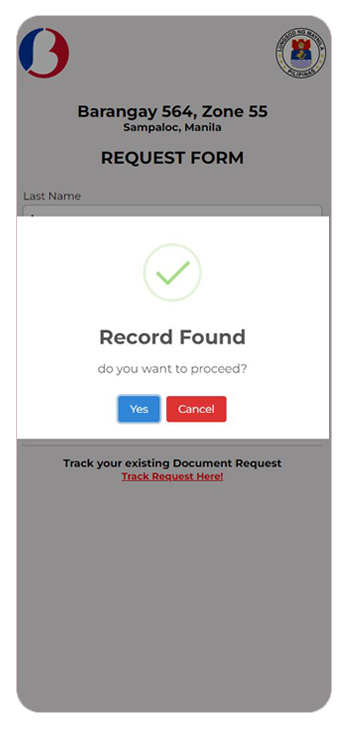 LUNGSOD NG MAYNILA
PILIPINAS
Barangay 564, Zone 55
Sampaloc, Manila
REQUEST FORM
Last Name
Record Found
do you want to proceed?
Yes
Cancel
Track your existing Document Request
Track Request Here!